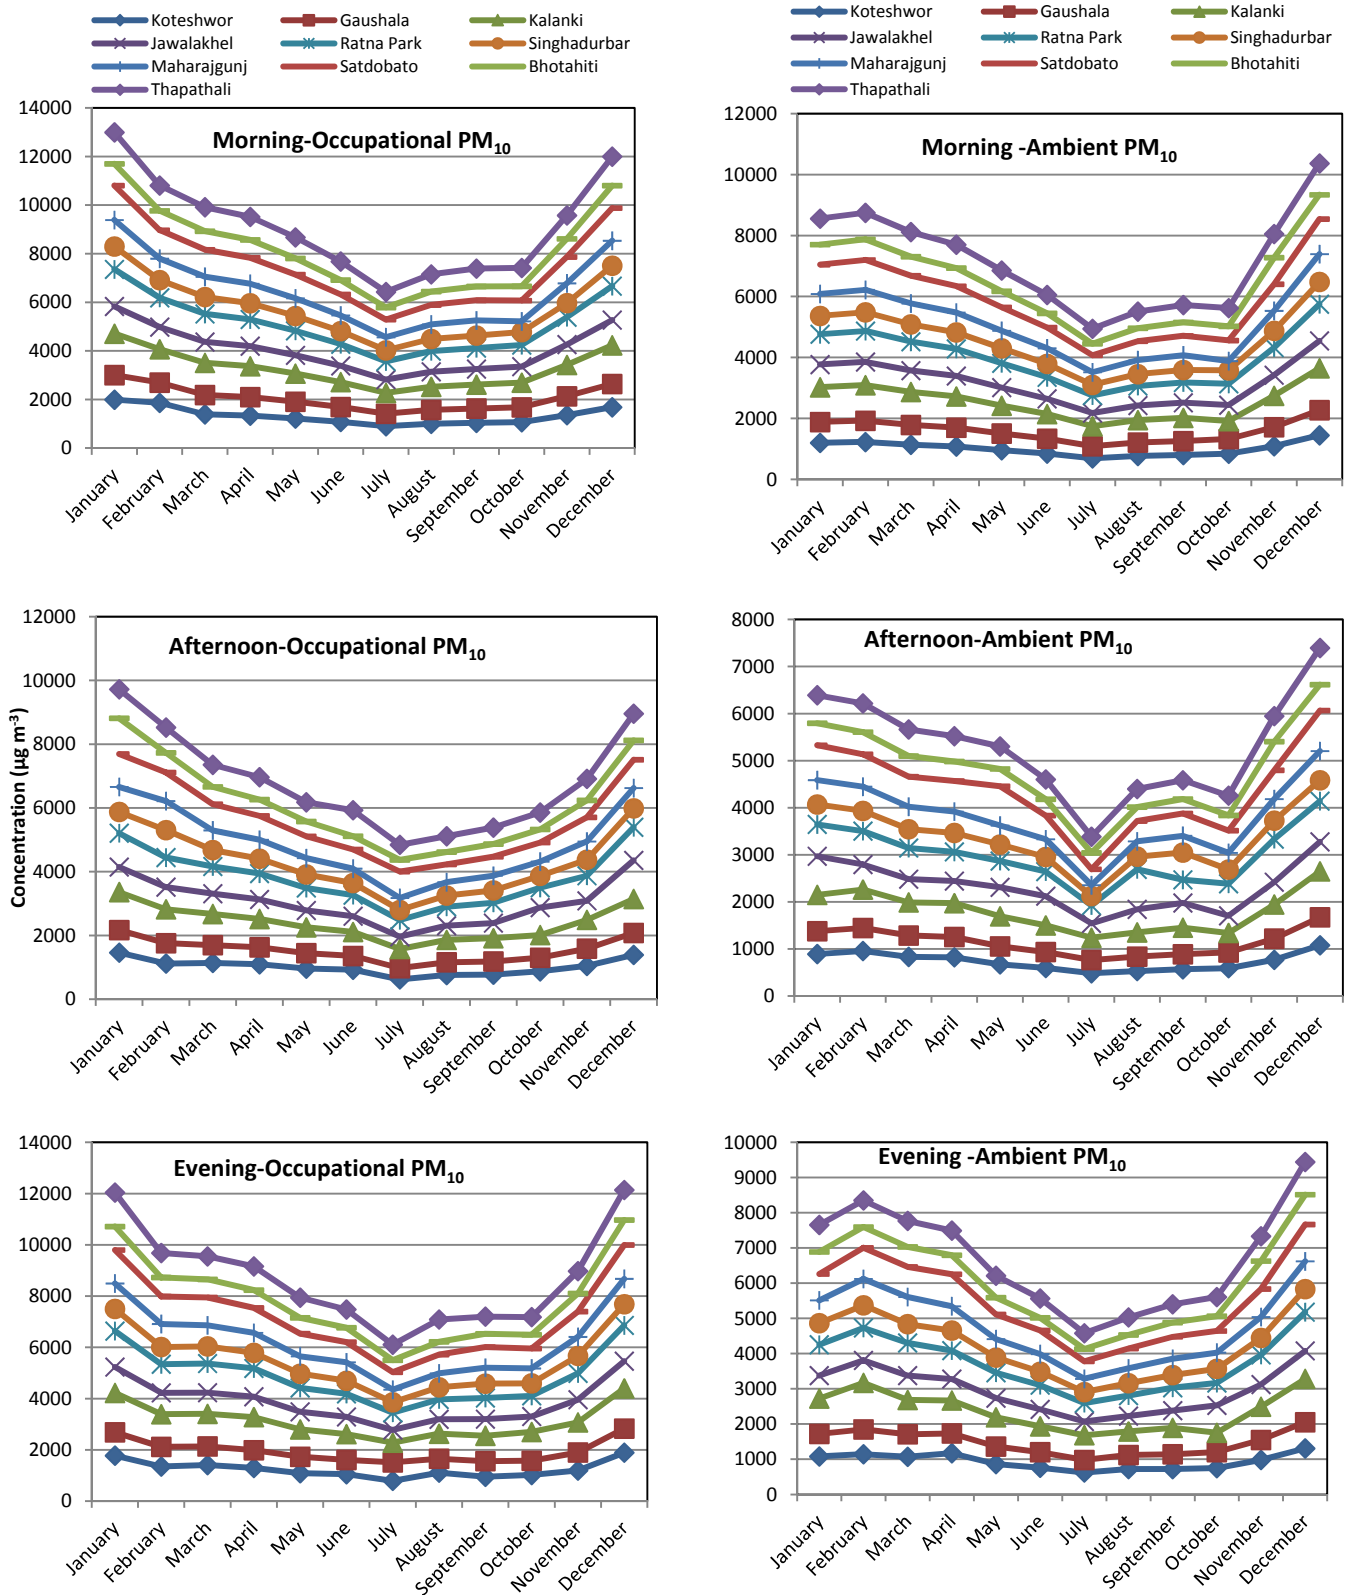 Koteshwor Gaushala Kalanki
Jawalakhel Ratna Park Singhadurbar
Maharajgunj Satdobato Bhotahiti
Thapathali
14000
12000
10000
8000
6000
4000
2000
0
Morning-Occupational PM10
January February March April May June July August September October November December
Koteshwor Gaushala Kalanki
Jawalakhel Ratna Park Singhadurbar
Maharajgunj Satdobato Bhotahiti
Thapathali
12000
10000
8000
6000
4000
2000
0
Morning -Ambient PM10
January February March April May June July August September October November December
Concentration (µg m-3)
12000
10000
8000
6000
4000
2000
0
Afternoon-Occupational PM10
January February March April May June July August September October November December
8000
7000
6000
5000
4000
3000
2000
1000
0
Afternoon-Ambient PM10
January February March April May June July August September October November December
14000
12000
10000
8000
6000
4000
2000
0
Evening-Occupational PM10
January February March April May June July August September October November December
10000
9000
8000
7000
6000
5000
4000
3000
2000
1000
0
Evening -Ambient PM10
January February March April May June July August September October November December